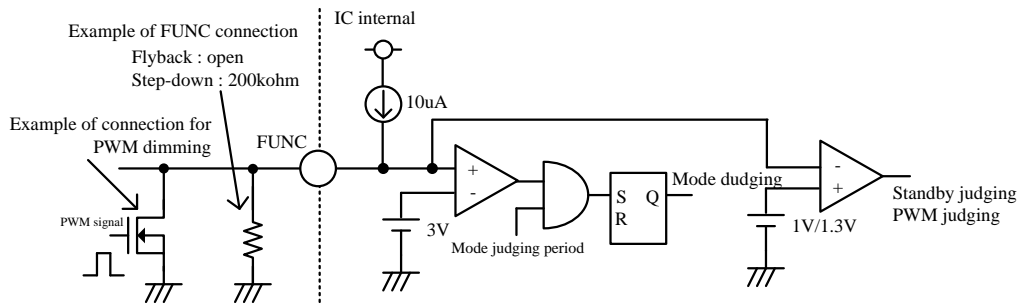 IC internal
Example of FUNC connection
Flyback : open
Step-down : 200kohm
10uA
Example of connection for
PWM dimming
FUNC
PWM signal
+
-
3V
Mode judging period
S
R
Q
Mode dudging
-
+
1V/1.3V
Standby judging
PWM judging